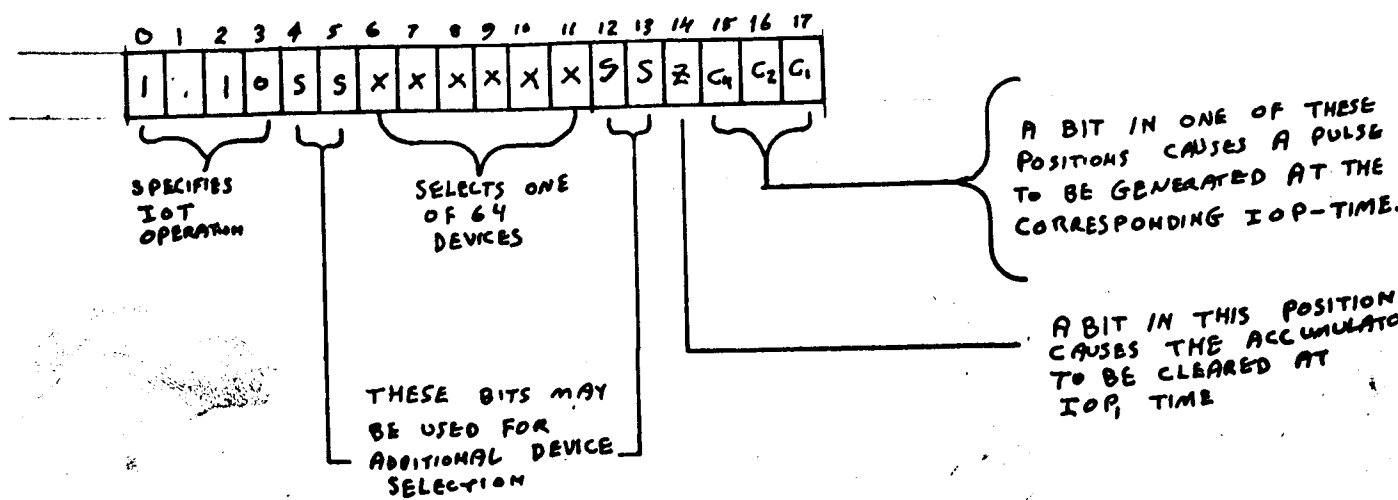 0 1 2 3 4 5 6 7 8 9 10 11 12 13 14 15 16 17
1 . 1 0 S S X X X X X X S S Z C4 C2 C1
SPECIFIES
IOT
OPERATION
SELECTS ONE
OF 64
DEVICES
THESE BITS MAY
BE USED FOR
ADDITIONAL DEVICE
SELECTION
A BIT IN ONE OF THESE
POSITIONS CAUSES A PULSE
TO BE GENERATED AT THE
CORRESPONDING IOP-TIME.
A BIT IN THIS POSITION
CAUSES THE ACCUMULATO
TO BE CLEARED AT
IOP1 TIME